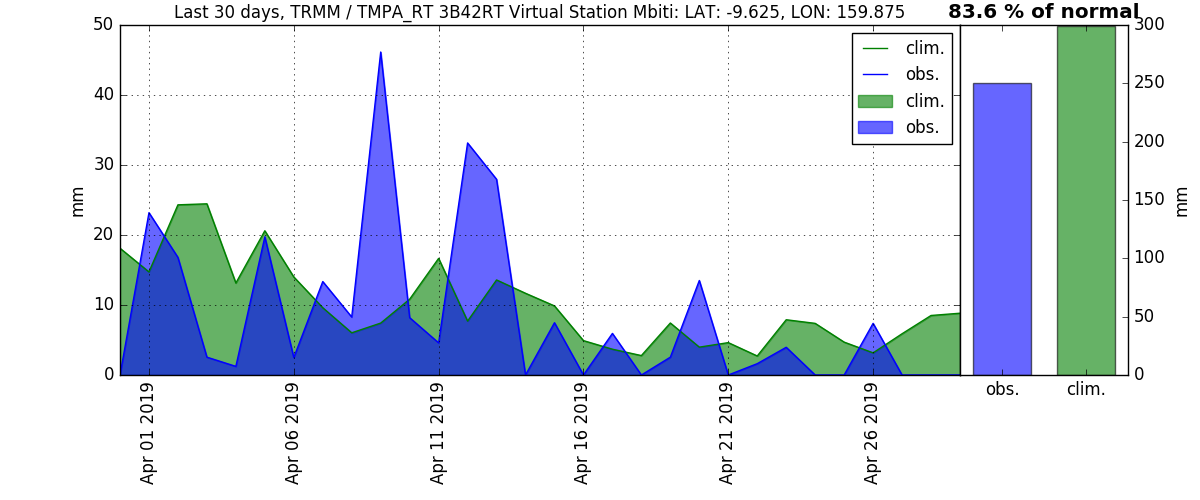 Last 30 days, TRMM / TMPA_RT 3B42RT Virtual Station Mbiti: LAT: -9.625, LON: 159.875
83.6 % of normal
50
40
30
20
10
0
mm
clim.
obs.
clim.
obs.
Apr 01 2019
Apr 06 2019
Apr 11 2019
Apr 16 2019
Apr 21 2019
Apr 26 2019
300
250
200
150
100
50
0
mm
obs.
clim.